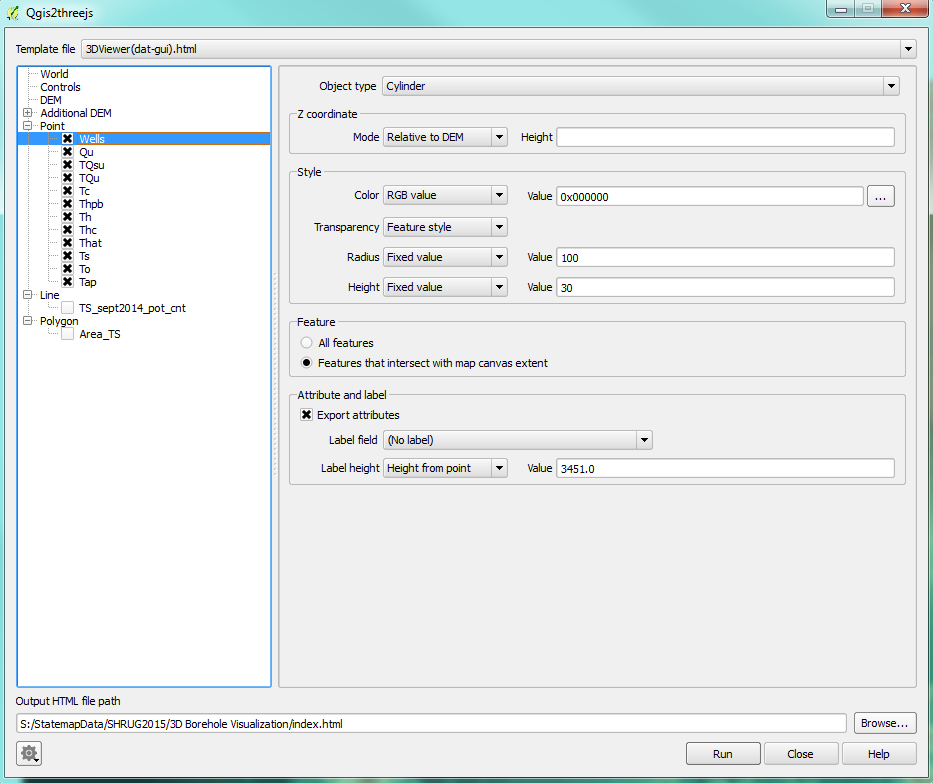 Qgis2threejs
Template file 3DViewer(dat-gui).html
World
Controls
DEM
Additional DEM
Point
Wells
Qu
TQsu
TQu
Tc
Thpb
Th
Thc
That
Ts
To
Tap
Line
TS_sept2014_pot_cnt
Polygon
Area_TS
Object type Cylinder
Z coordinate
Mode Relative to DEM Height
Style
Color RGB value Value 0x000000 ...
Transparency Feature style
Radius Fixed value Value 100
Height Fixed value Value 30
Feature
All features
Features that intersect with map canvas extent
Attribute and label
Export attributes
Label field (No label)
Label height Height from point Value 3451.0
Output HTML file path
S:/StatemapData/SHRUG2015/3D Borehole Visualization/index.html Browse...
Run Close Help